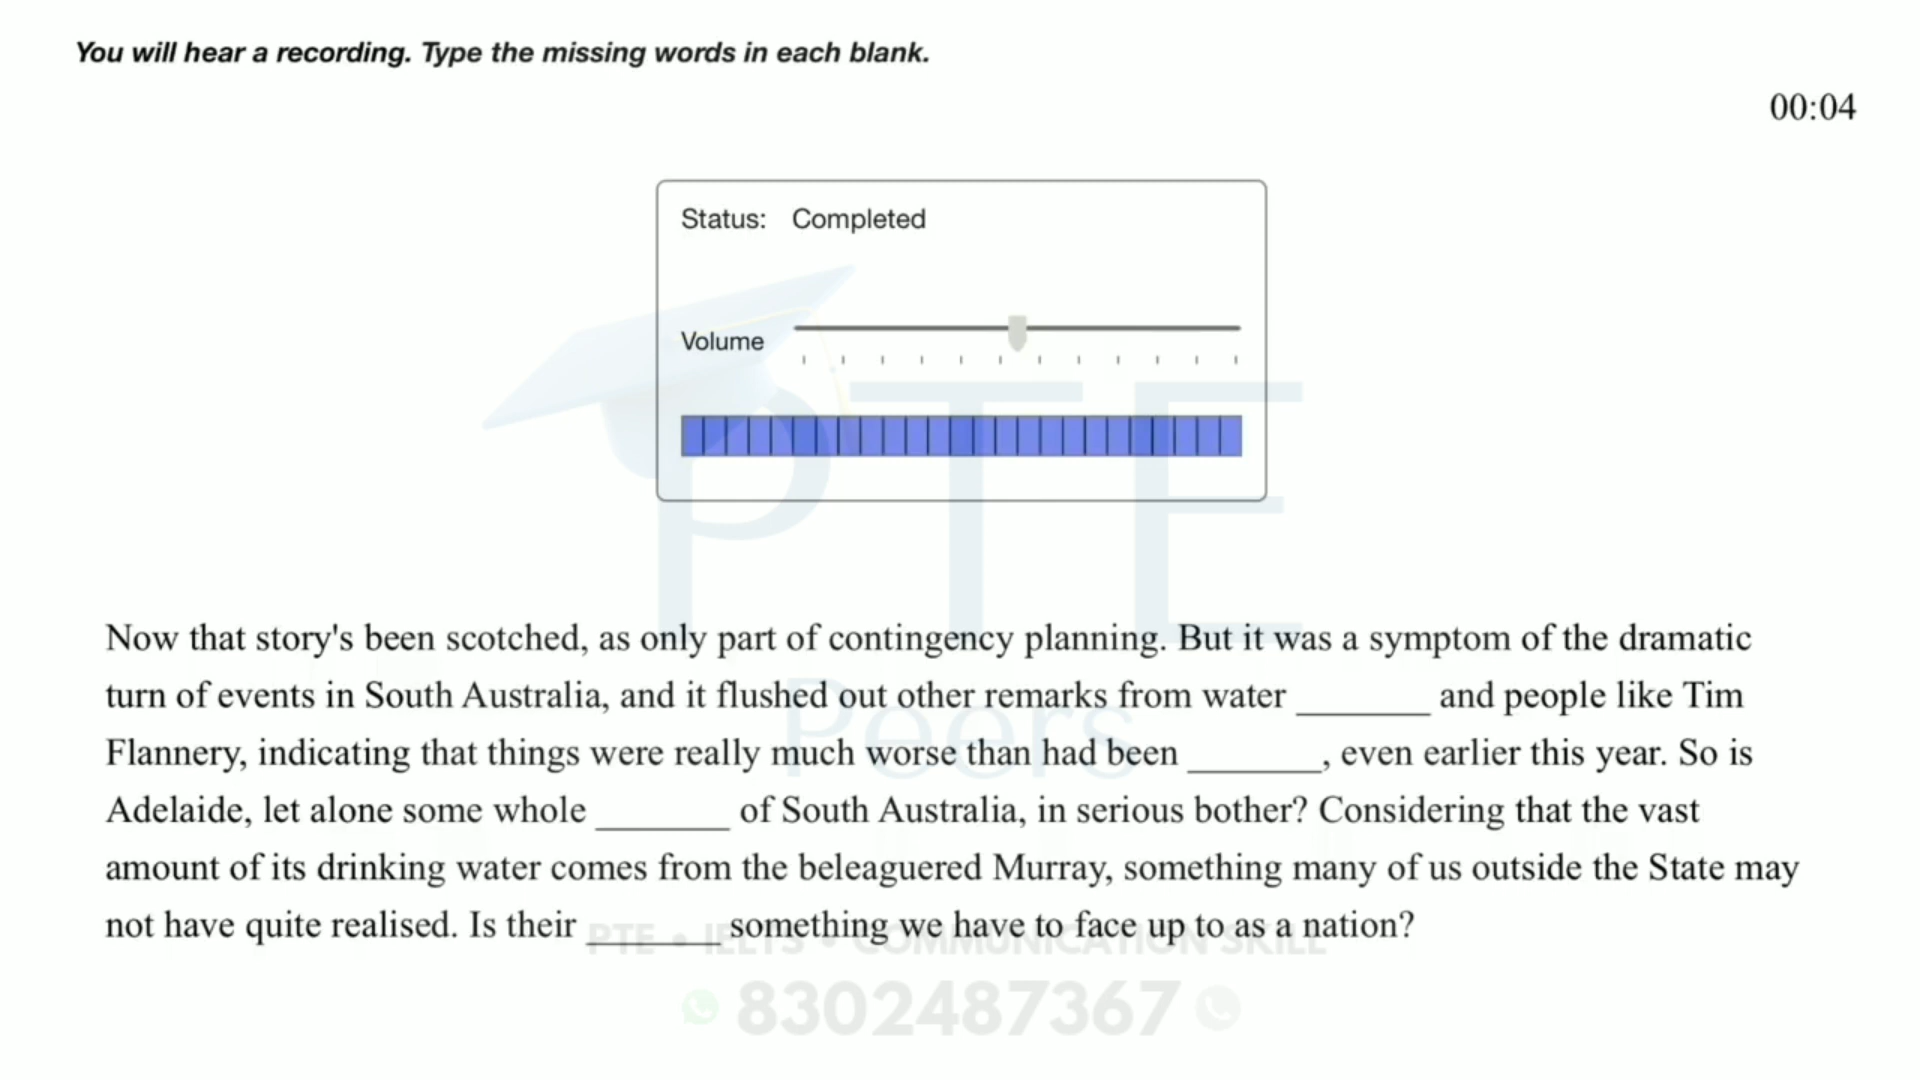 You will hear a recording. Type the missing words in each blank.
00:04
Status: Completed
Volume
PTE
Peers
Now that story's been scotched, as only part of contingency planning. But it was a symptom of the dramatic
turn of events in South Australia, and it flushed out other remarks from water _______ and people like Tim
Flannery, indicating that things were really much worse than had been _______, even earlier this year. So is
Adelaide, let alone some whole _______ of South Australia, in serious bother? Considering that the vast
amount of its drinking water comes from the beleaguered Murray, something many of us outside the State may
not have quite realised. Is their _______ something we have to face up to as a nation?
PTE • IELTS • COMMUNICATION SKILL
8302487367